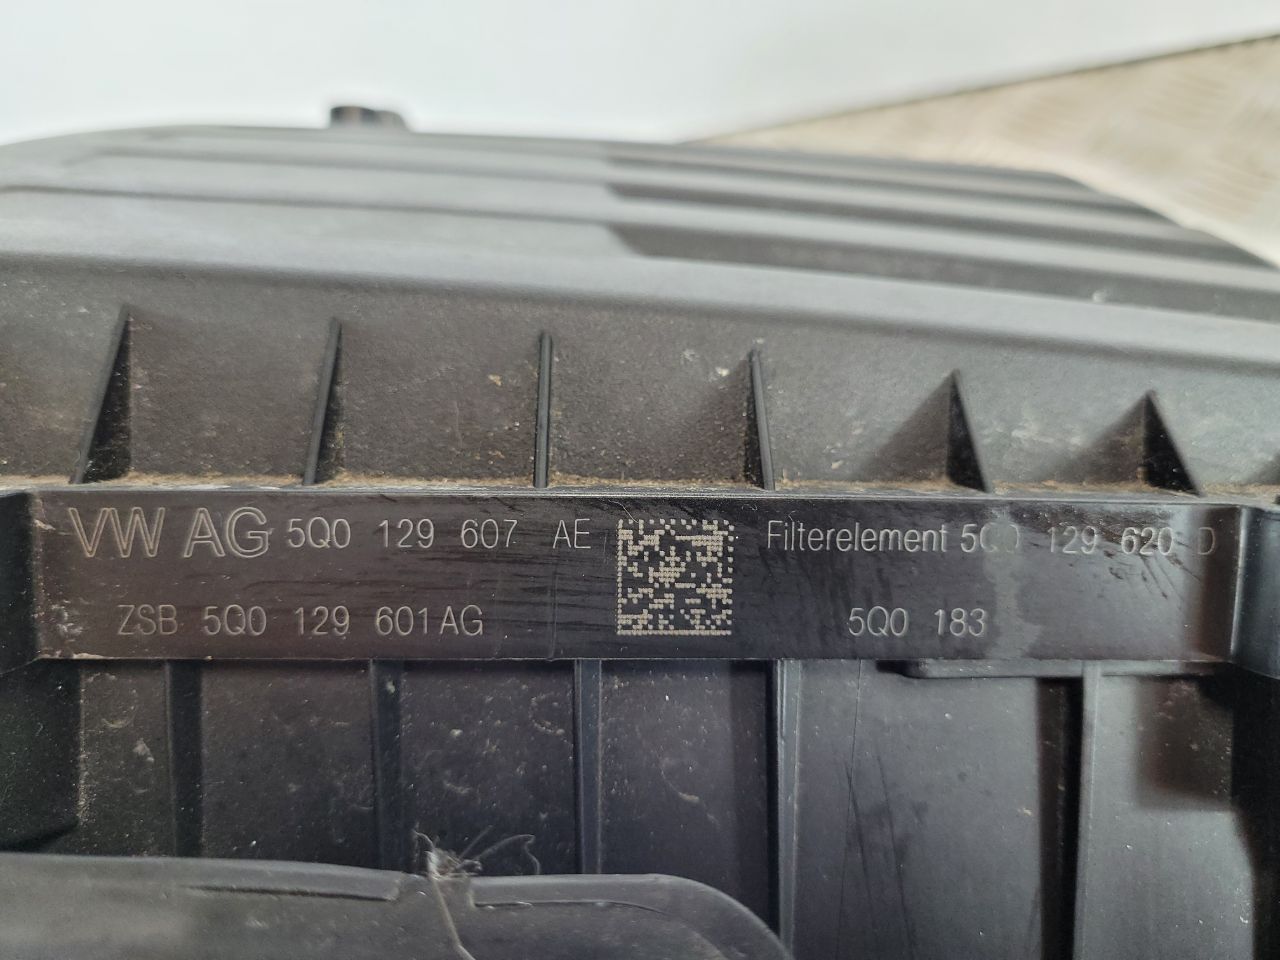 VW AG 5Q0 129 607 AE
ZSB 5Q0 129 601 AG
Filterelement 5Q0 129 620 D
5Q0 183